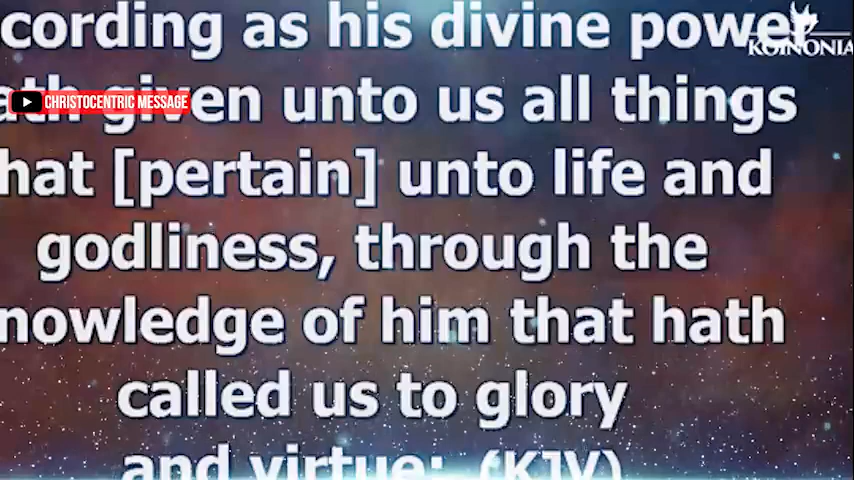 cording as his divine power
KOINONIA
ath given unto us all things
CHRISTOCENTRIC MESSAGE
hat [pertain] unto life and
godliness, through the
nowledge of him that hath
called us to glory
and virtue: (KJV)